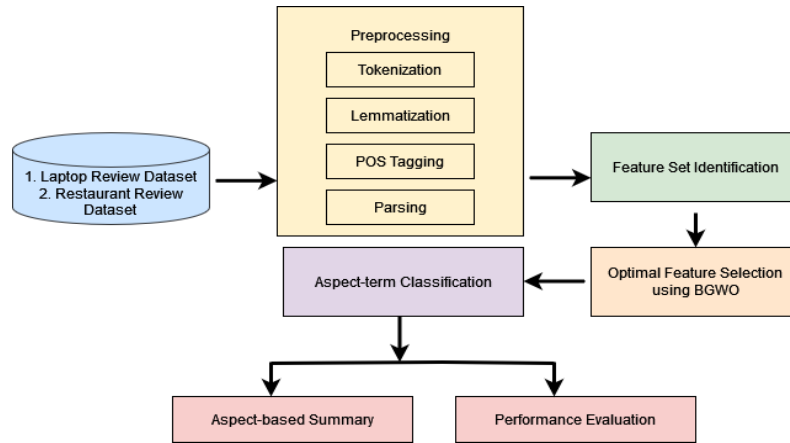 1. Laptop Review Dataset
2. Restaurant Review
Dataset
Preprocessing
Tokenization
Lemmatization
POS Tagging
Parsing
Feature Set Identification
Optimal Feature Selection
using BGWO
Aspect-term Classification
Aspect-based Summary
Performance Evaluation